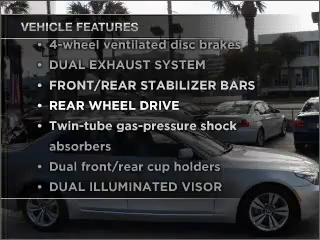 VEHICLE FEATURES
• 4-wheel ventilated disc brakes
• DUAL EXHAUST SYSTEM
• FRONT/REAR STABILIZER BARS
• REAR WHEEL DRIVE
• Twin-tube gas-pressure shock
absorbers
• Dual front/rear cup holders
• DUAL ILLUMINATED VISOR